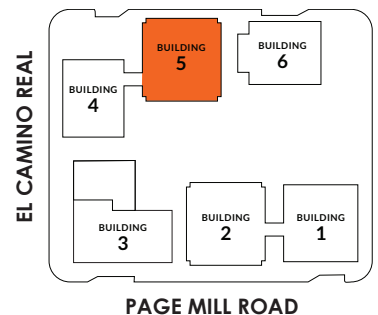 BUILDING
5
BUILDING
6
BUILDING
4
EL CAMINO REAL
BUILDING
3
BUILDING
2
BUILDING
1
PAGE MILL ROAD